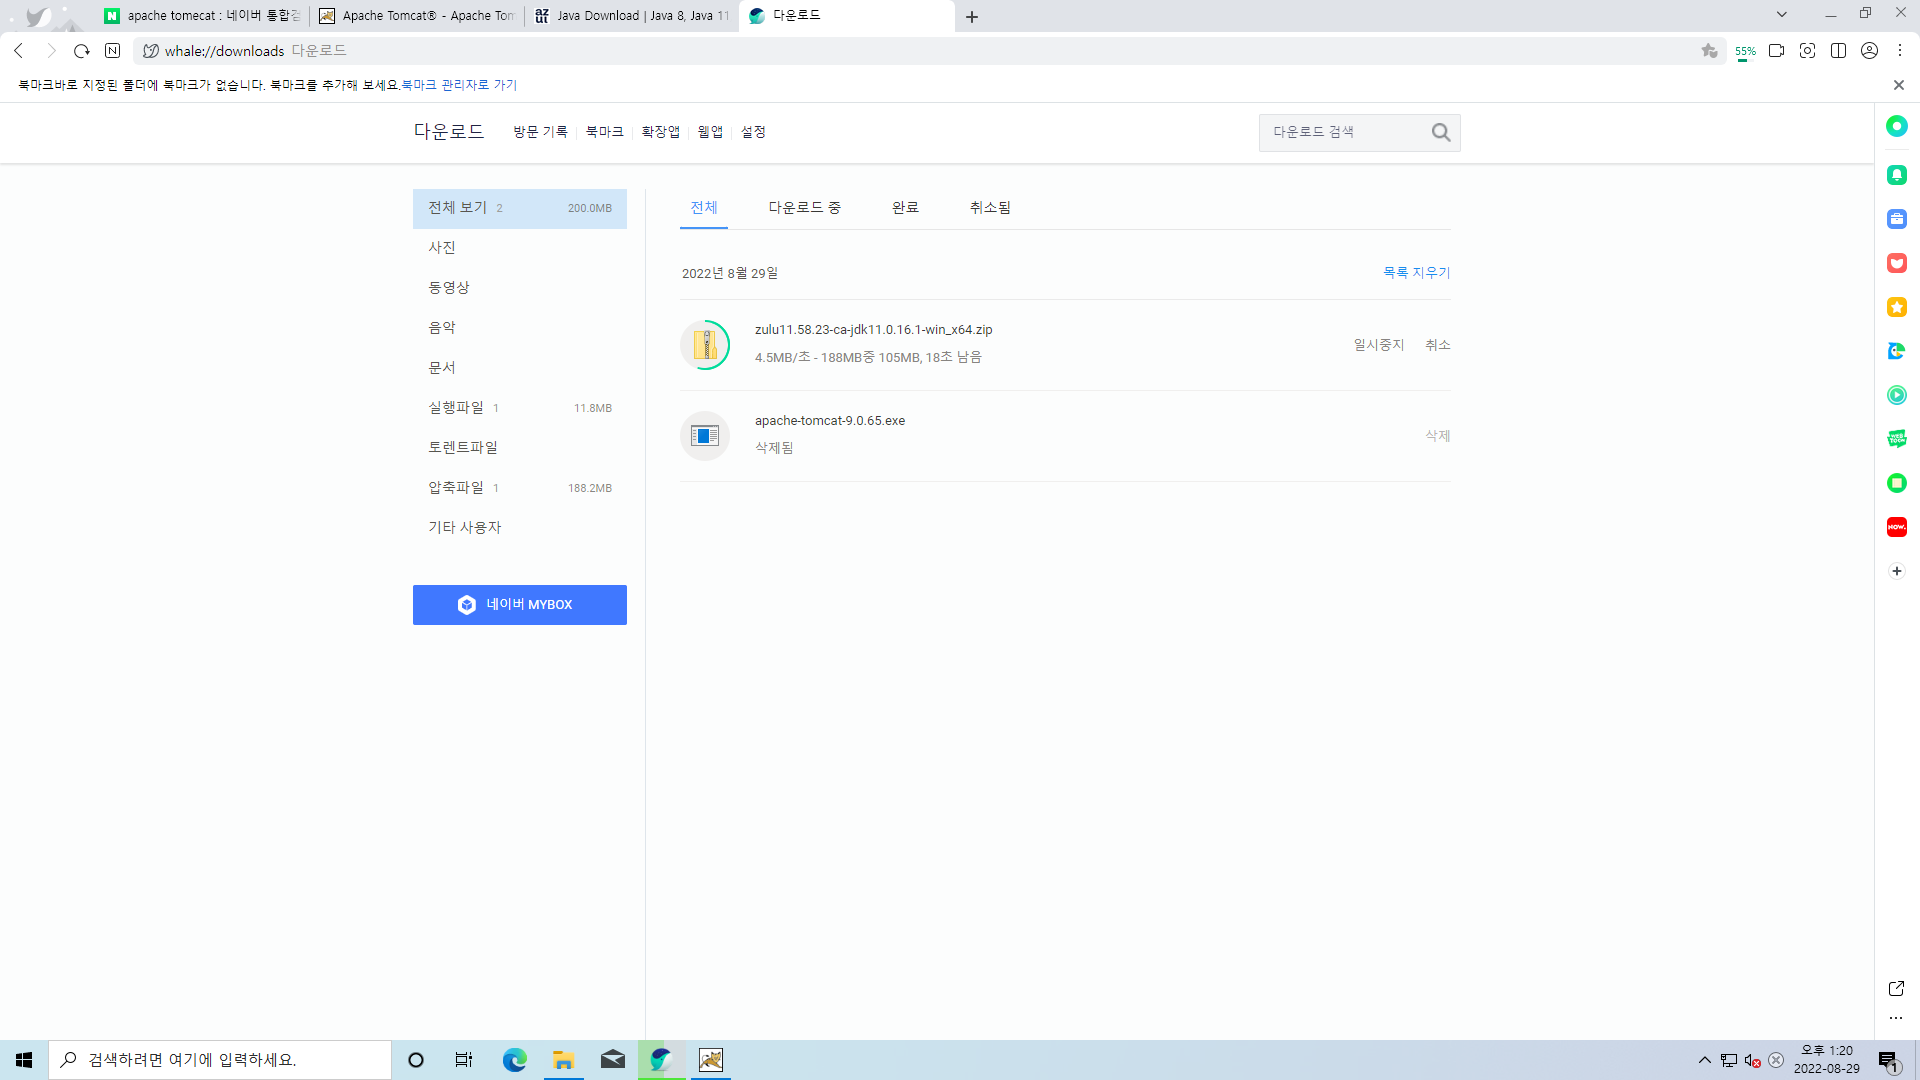 apache tomecat : 네이버 통합검
Apache Tomcat® - Apache Tom
Java Download | Java 8, Java 11
다운로드
whale://downloads 다운로드
55%
북마크바로 지정된 폴더에 북마크가 없습니다. 북마크를 추가해 보세요.북마크 관리자로 가기
다운로드 방문 기록 북마크 확장앱 웹앱 설정
다운로드 검색
전체 보기 2 200.0MB
사진
동영상
음악
문서
실행파일 1 11.8MB
토렌트파일
압축파일 1 188.2MB
기타 사용자
네이버 MYBOX
전체 다운로드 중 완료 취소됨
2022년 8월 29일 목록 지우기
zulu11.58.23-ca-jdk11.0.16.1-win_x64.zip
4.5MB/초 - 188MB중 105MB, 18초 남음
일시중지 취소
apache-tomcat-9.0.65.exe
삭제됨
삭제
WEB
TOON
NOW.
검색하려면 여기에 입력하세요.
오후 1:20
2022-08-29
1